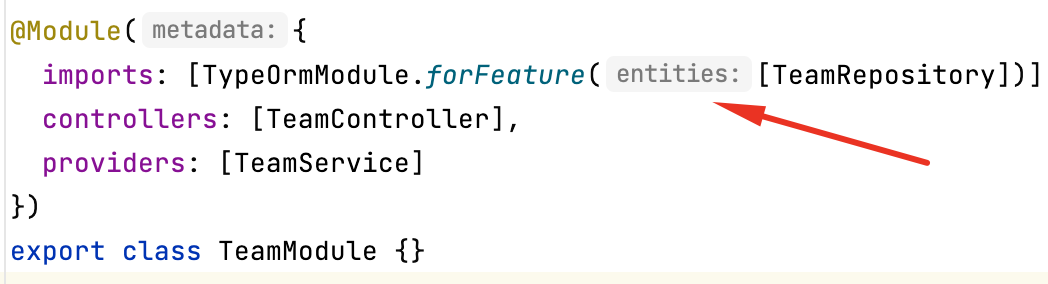 @Module( metadata: {
  imports: [TypeOrmModule.forFeature( entities: [TeamRepository])]
  controllers: [TeamController],
  providers: [TeamService]
})
export class TeamModule {}